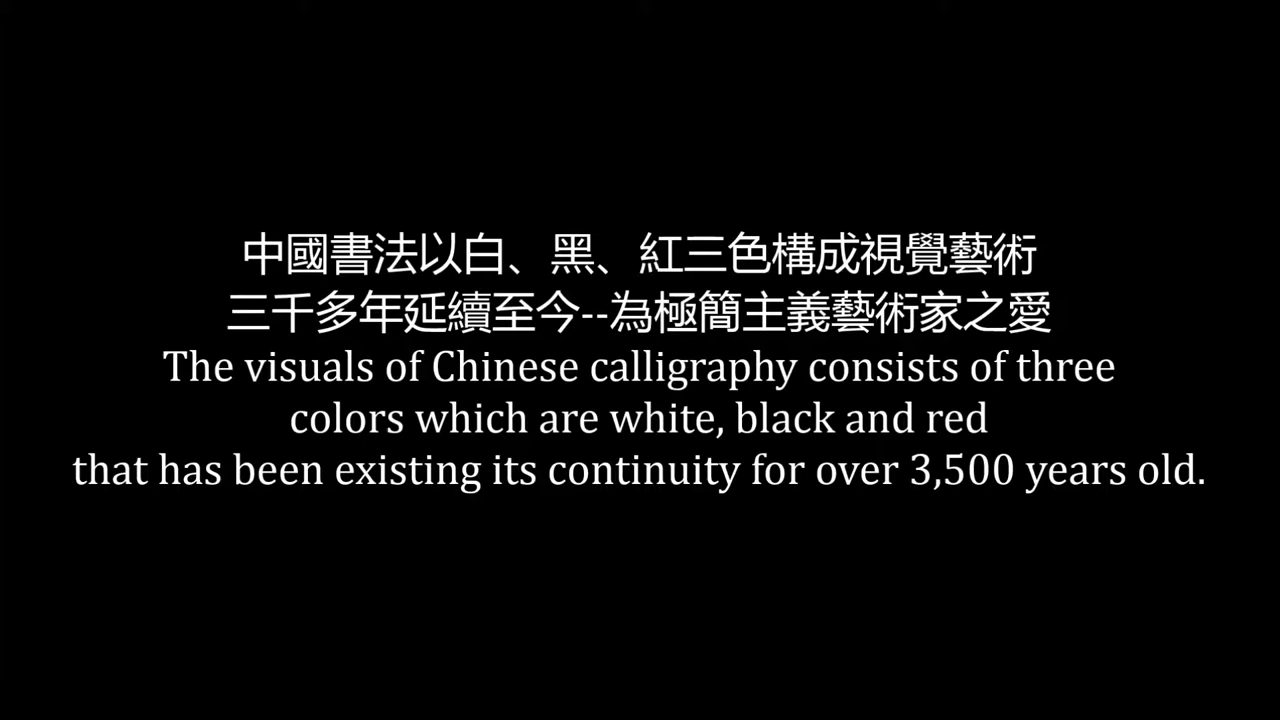 中國書法以白、黑、紅三色構成視覺藝術
三千多年延續至今--為極簡主義藝術家之愛
The visuals of Chinese calligraphy consists of three
colors which are white, black and red
that has been existing its continuity for over 3,500 years old.